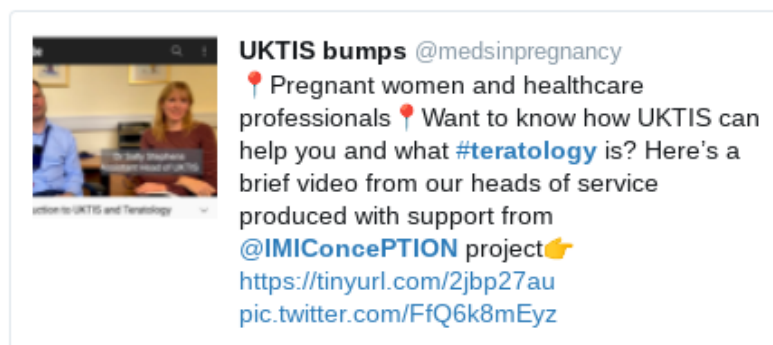 UKTIS bumps @medsinpregnancy
📍Pregnant women and healthcare
professionals📍Want to know how UKTIS can
help you and what #teratology is? Here’s a
brief video from our heads of service
produced with support from
@IMIConcePTION project👉
https://tinyurl.com/2jbp27au
pic.twitter.com/FfQ6k8mEyz
Dr Sally Stephens
Assistant Head of UKTIS
uction to UKTIS and Teratology